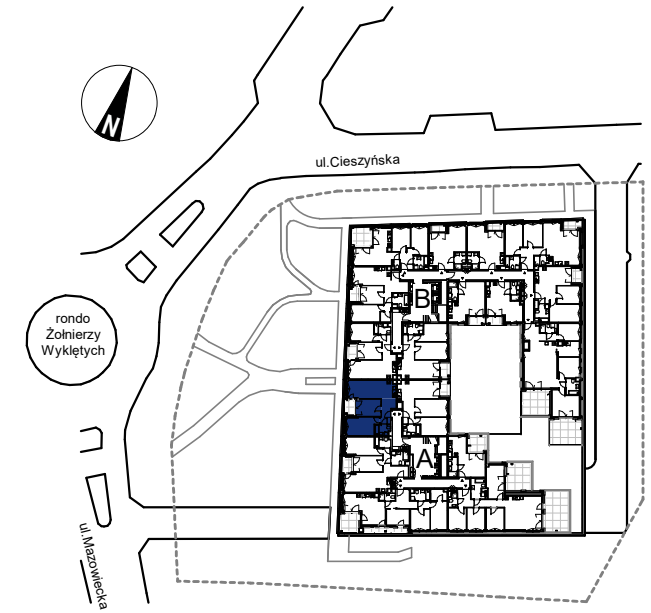 N
ul.Cieszyńska
B
rondo
Żołnierzy
Wyklętych
A
ul.Mazowiecka